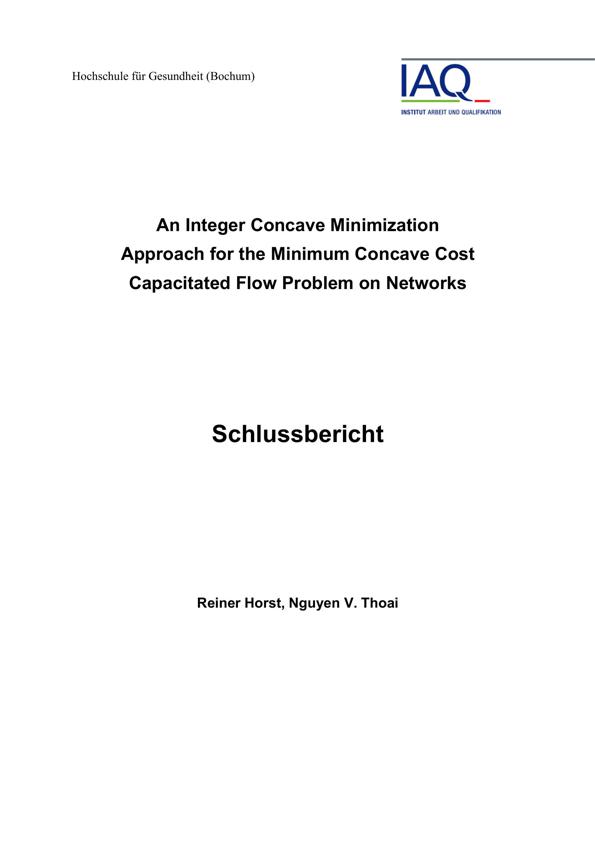 Hochschule für Gesundheit (Bochum)
IAQ
INSTITUT ARBEIT UND QUALIFIKATION
An Integer Concave Minimization
Approach for the Minimum Concave Cost
Capacitated Flow Problem on Networks
Schlussbericht
Reiner Horst, Nguyen V. Thoai